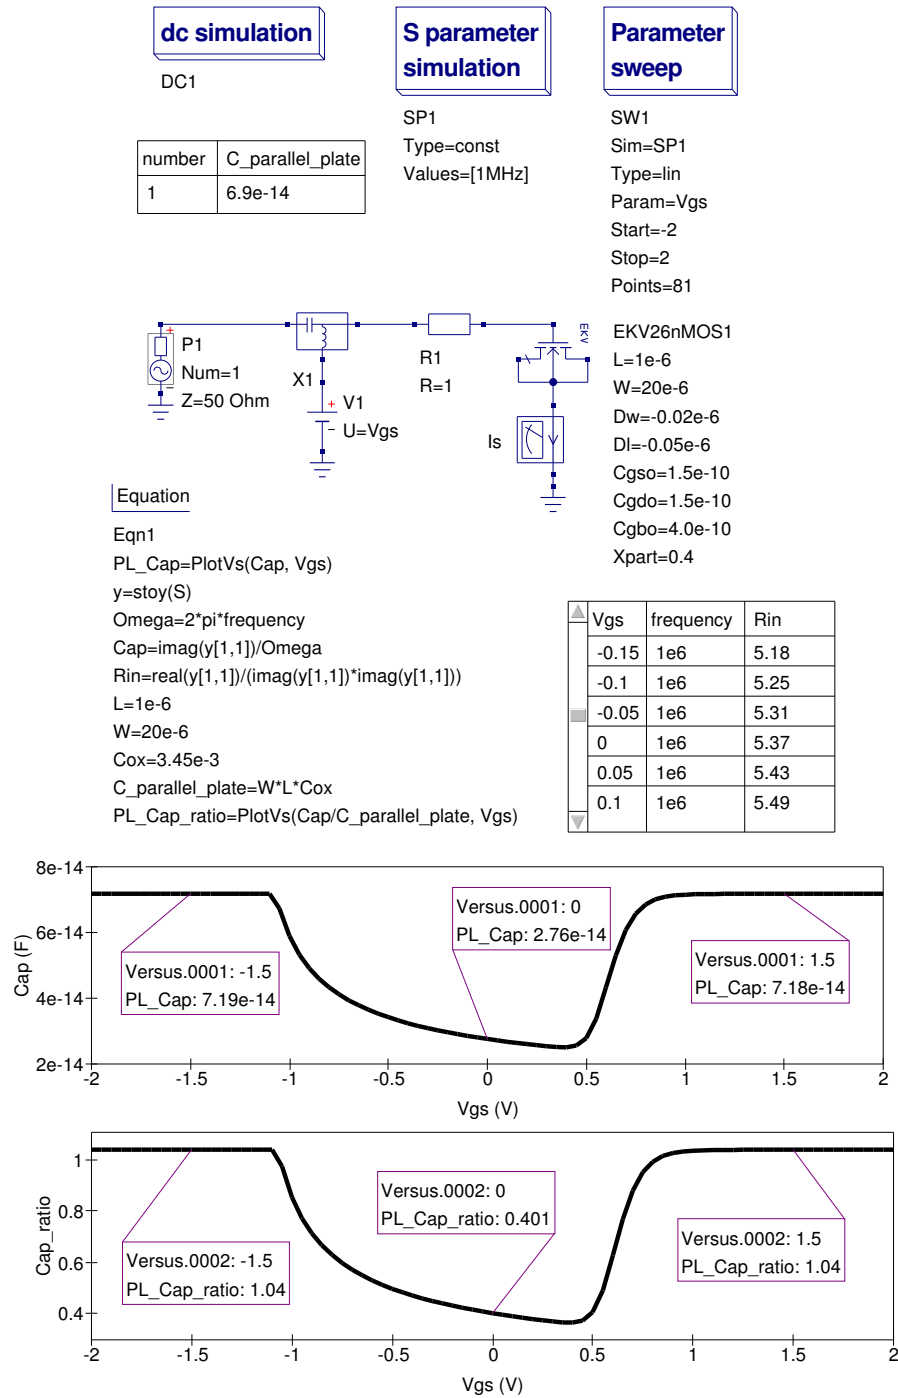 dc simulation
DC1
number C_parallel_plate
1 6.9e-14
S parameter
simulation
SP1
Type=const
Values=[1MHz]
Parameter
sweep
SW1
Sim=SP1
Type=lin
Param=Vgs
Start=-2
Stop=2
Points=81
P1
Num=1
Z=50 Ohm
X1
V1
U=Vgs
R1
R=1
EKV
Is
EKV26nMOS1
L=1e-6
W=20e-6
Dw=-0.02e-6
Dl=-0.05e-6
Cgso=1.5e-10
Cgdo=1.5e-10
Cgbo=4.0e-10
Xpart=0.4
Equation
Eqn1
PL_Cap=PlotVs(Cap, Vgs)
y=stoy(S)
Omega=2*pi*frequency
Cap=imag(y[1,1])/Omega
Rin=real(y[1,1])/(imag(y[1,1])*imag(y[1,1]))
L=1e-6
W=20e-6
Cox=3.45e-3
C_parallel_plate=W*L*Cox
PL_Cap_ratio=PlotVs(Cap/C_parallel_plate, Vgs)
Vgs frequency Rin
-0.15 1e6 5.18
-0.1 1e6 5.25
-0.05 1e6 5.31
0 1e6 5.37
0.05 1e6 5.43
0.1 1e6 5.49
Cap (F)
8e-14
6e-14
4e-14
2e-14
Versus.0001: -1.5
PL_Cap: 7.19e-14
Versus.0001: 0
PL_Cap: 2.76e-14
Versus.0001: 1.5
PL_Cap: 7.18e-14
-2 -1.5 -1 -0.5 0 0.5 1 1.5 2
Vgs (V)
Cap_ratio
1
0.8
0.6
0.4
Versus.0002: -1.5
PL_Cap_ratio: 1.04
Versus.0002: 0
PL_Cap_ratio: 0.401
Versus.0002: 1.5
PL_Cap_ratio: 1.04
-2 -1.5 -1 -0.5 0 0.5 1 1.5 2
Vgs (V)